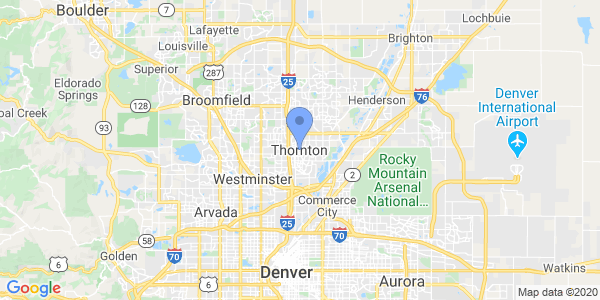 Boulder
Lafayette
Lochbuie
Brighton
Louisville
Superior
287
25
Eldorado
Springs
76
Denver
International
Airport
128
Broomfield
Henderson
oal Creek
93
Thornton
Rocky
Mountain
Arsenal
National...
Westminster
2
Commerce
City
Arvada
25
58
70
70
Golden
6
6
Denver
Watkins
Aurora
Google
Map data ©2020